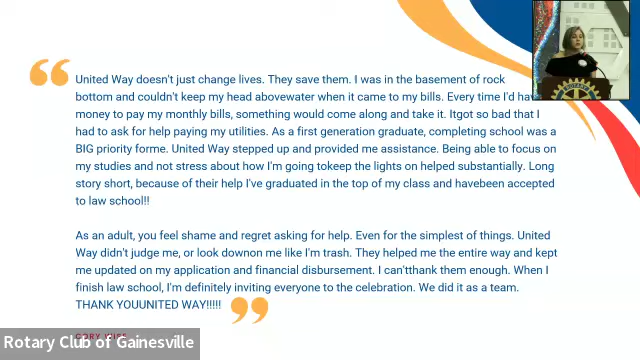 United Way doesn't just change lives. They save them. I was in the basement of rock
bottom and couldn't keep my head abovewater when it came to my bills. Every time I'd hav
money to pay my monthly bills, something would come along and take it. Itgot so bad that I
had to ask for help paying my utilities. As a first generation graduate, completing school was a
BIG priority forme. United Way stepped up and provided me assistance. Being able to focus on
my studies and not stress about how I'm going tokeep the lights on helped substantially. Long
story short, because of their help I've graduated in the top of my class and havebeen accepted
to law school!!
As an adult, you feel shame and regret asking for help. Even for the simplest of things. United
Way didn't judge me, or look downon me like I'm trash. They helped me the entire way and kept
me updated on my application and financial disbursement. I can'tthank them enough. When I
finish law school, I'm definitely inviting everyone to the celebration. We did it as a team.
THANK YOUUNITED WAY!!!!!
Rotary Club of Gainesville
ROTARY